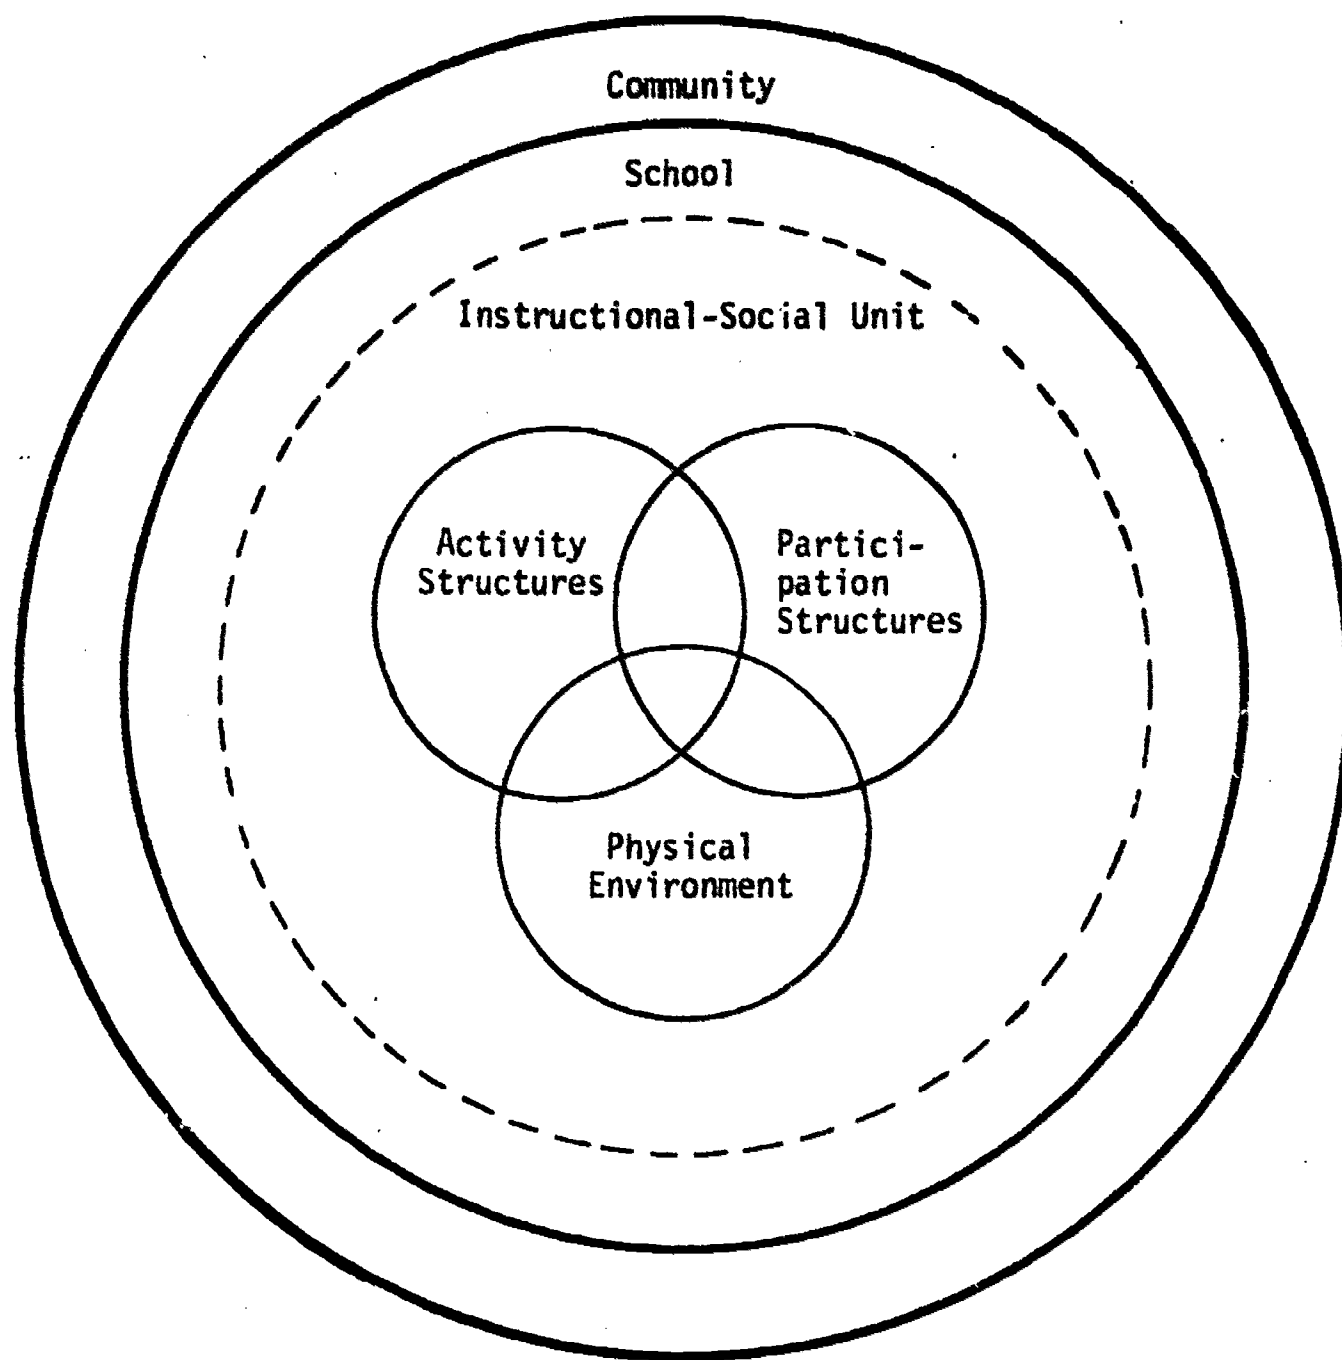 Community
School
Instructional-Social Unit
Activity
Structures
Partici-
pation
Structures
Physical
Environment